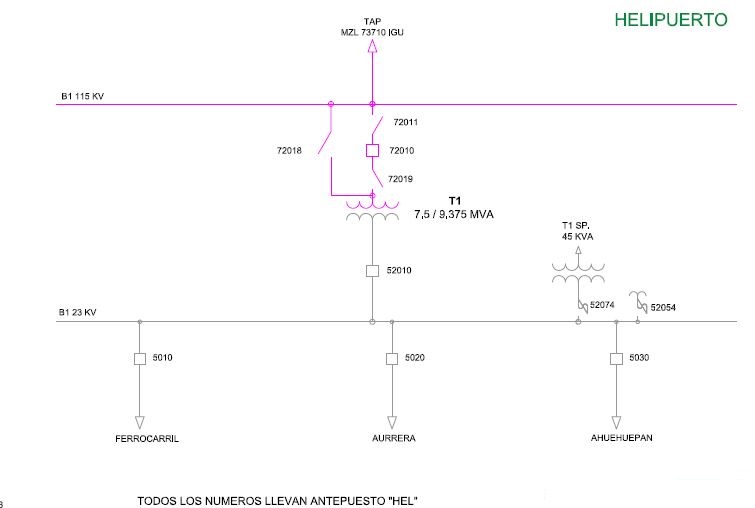 HELIPUERTO
TAP
MZL 73710 IGU
B1 115 KV
72011
72018
72010
72019
T1
7,5 / 9,375 MVA
T1 SP.
45 KVA
52010
52074
52054
B1 23 KV
5010
5020
5030
FERROCARRIL
AURRERA
AHUEHUEPAN
TODOS LOS NUMEROS LLEVAN ANTEPUESTO "HEL"